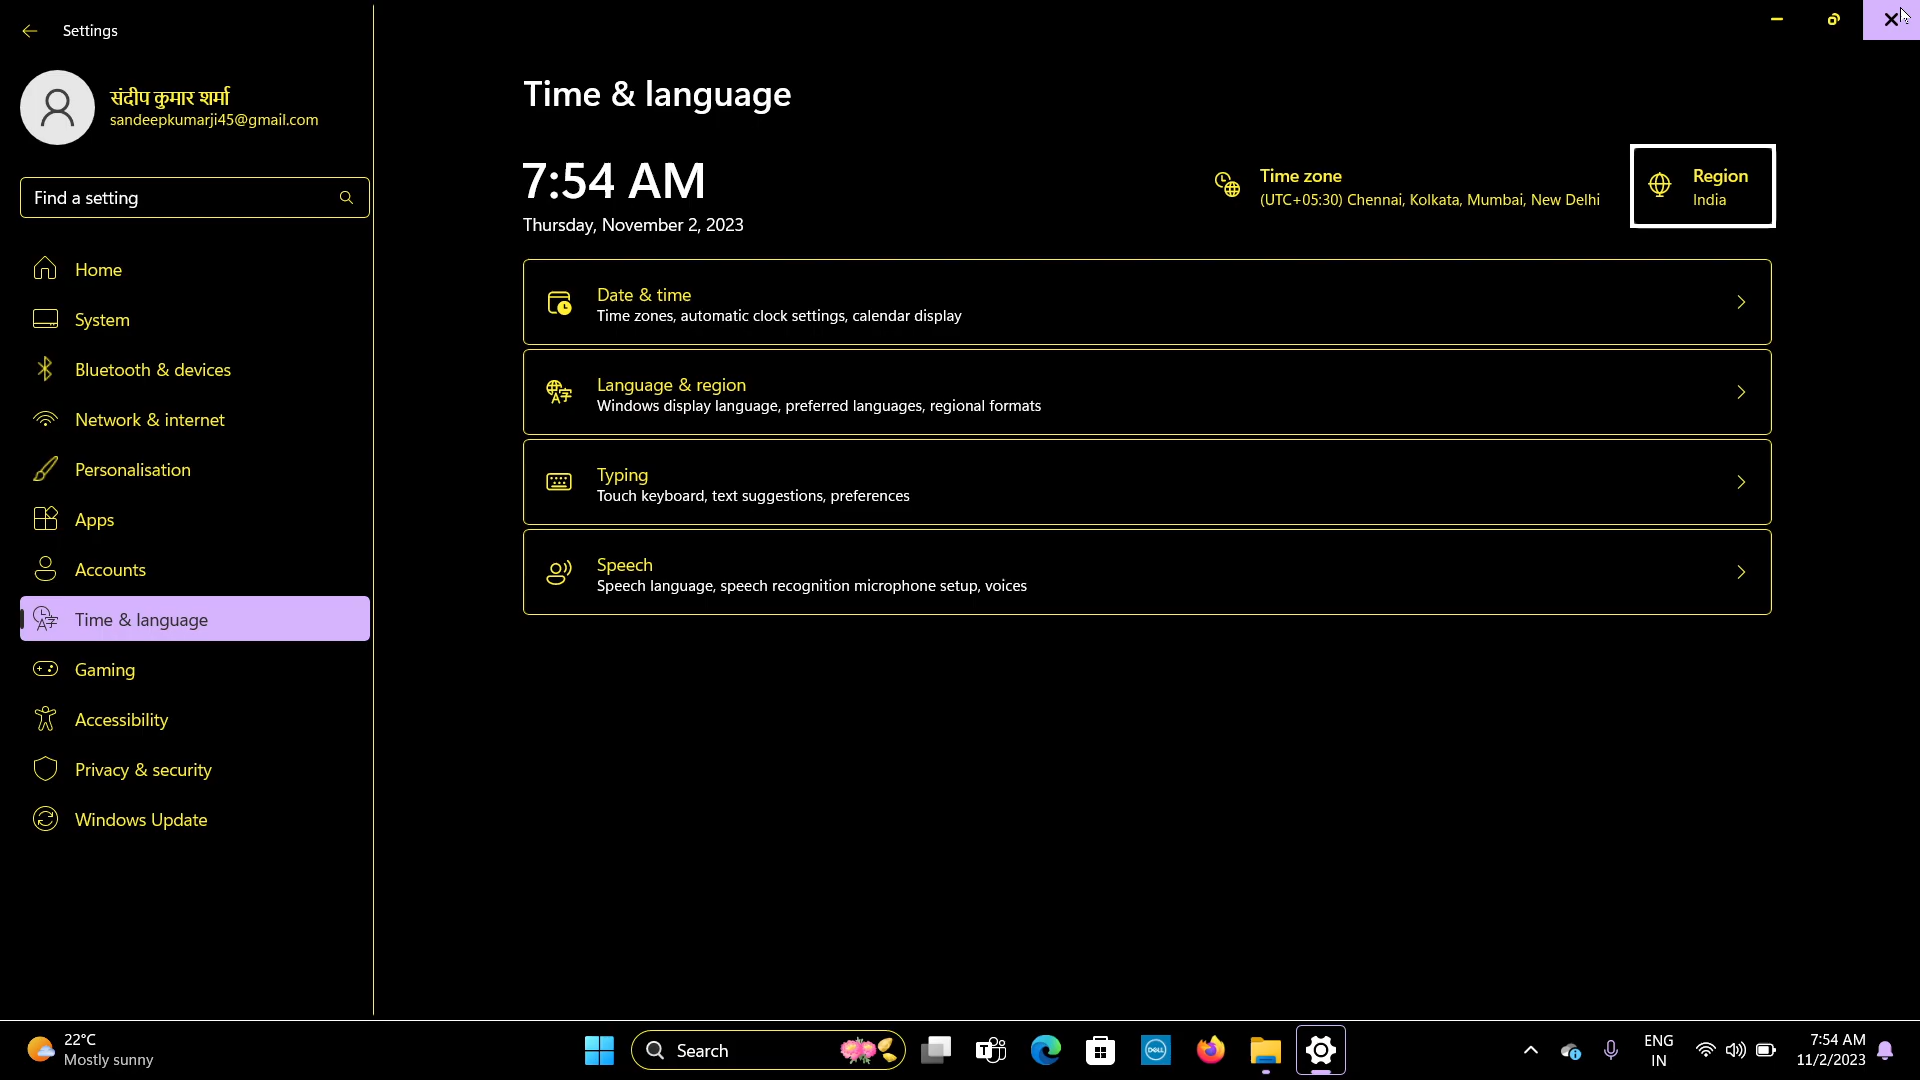 Settings
संदीप कुमार शर्मा
sandeepkumarji45@gmail.com
Find a setting
Home
System
Bluetooth & devices
Network & internet
Personalisation
Apps
Accounts
Time & language
Gaming
Accessibility
Privacy & security
Windows Update
Time & language
7:54 AM
Thursday, November 2, 2023
Time zone
(UTC+05:30) Chennai, Kolkata, Mumbai, New Delhi
Region
India
Date & time
Time zones, automatic clock settings, calendar display
Language & region
Windows display language, preferred languages, regional formats
Typing
Touch keyboard, text suggestions, preferences
Speech
Speech language, speech recognition microphone setup, voices
22°C
Mostly sunny
Search
DELL
ENG
IN
7:54 AM
11/2/2023